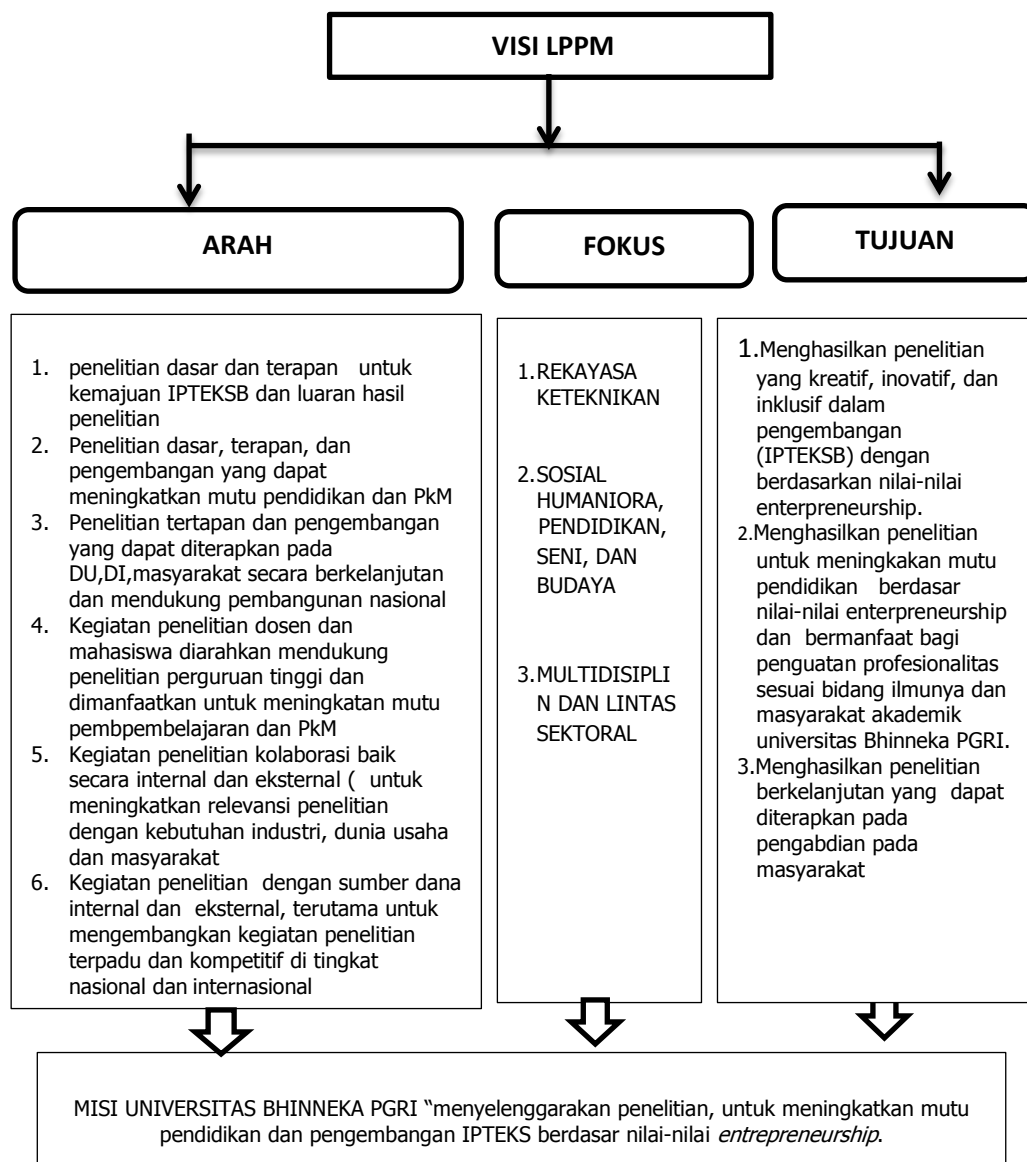 VISI LPPM
ARAH
FOKUS
TUJUAN
1. penelitian dasar dan terapan untuk
kemajuan IPTEKSB dan luaran hasil
penelitian
2. Penelitian dasar, terapan, dan
pengembangan yang dapat
meningkatkan mutu pendidikan dan PkM
3. Penelitian tertapan dan pengembangan
yang dapat diterapkan pada
DU,DI,masyarakat secara berkelanjutan
dan mendukung pembangunan nasional
4. Kegiatan penelitian dosen dan
mahasiswa diarahkan mendukung
penelitian perguruan tinggi dan
dimanfaatkan untuk meningkatan mutu
pembpembelajaran dan PkM
5. Kegiatan penelitian kolaborasi baik
secara internal dan eksternal ( untuk
meningkatkan relevansi penelitian
dengan kebutuhan industri, dunia usaha
dan masyarakat
6. Kegiatan penelitian dengan sumber dana
internal dan eksternal, terutama untuk
mengembangkan kegiatan penelitian
terpadu dan kompetitif di tingkat
nasional dan internasional
1.REKAYASA
KETEKNIKAN
2.SOSIAL
HUMANIORA,
PENDIDIKAN,
SENI, DAN
BUDAYA
3.MULTIDISIPLI
N DAN LINTAS
SEKTORAL
1.Menghasilkan penelitian
yang kreatif, inovatif, dan
inklusif dalam
pengembangan
(IPTEKSB) dengan
berdasarkan nilai-nilai
enterpreneurship.
2.Menghasilkan penelitian
untuk meningkakan mutu
pendidikan berdasar
nilai-nilai enterpreneurship
dan bermanfaat bagi
penguatan profesionalitas
sesuai bidang ilmunya dan
masyarakat akademik
universitas Bhinneka PGRI.
3.Menghasilkan penelitian
berkelanjutan yang dapat
diterapkan pada
pengabdian pada
masyarakat
MISI UNIVERSITAS BHINNEKA PGRI “menyelenggarakan penelitian, untuk meningkatkan mutu
pendidikan dan pengembangan IPTEKS berdasar nilai-nilai entrepreneurship.